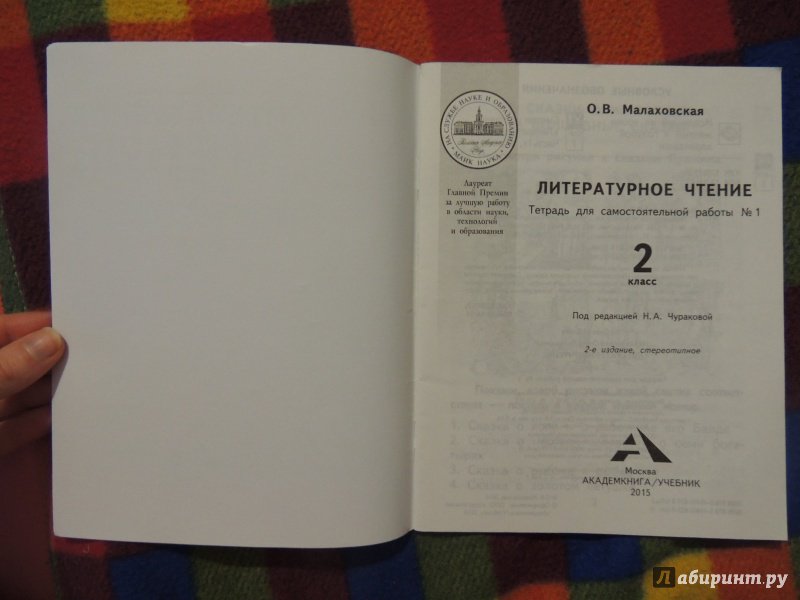 О.В. Малаховская
НА СЛУЖБЕ НАУКЕ И ОБРАЗОВАНИЮ
МАИК НАУКА
Лауреат
Главной Премии
за лучшую работу
в области науки,
технологий
и образования
ЛИТЕРАТУРНОЕ ЧТЕНИЕ
Тетрадь для самостоятельной работы № 1
2
класс
Под редакцией Н.А. Чураковой
2-е издание, стереотипное
Москва
АКАДЕМКНИГА/УЧЕБНИК
2015
Лабиринт.ру